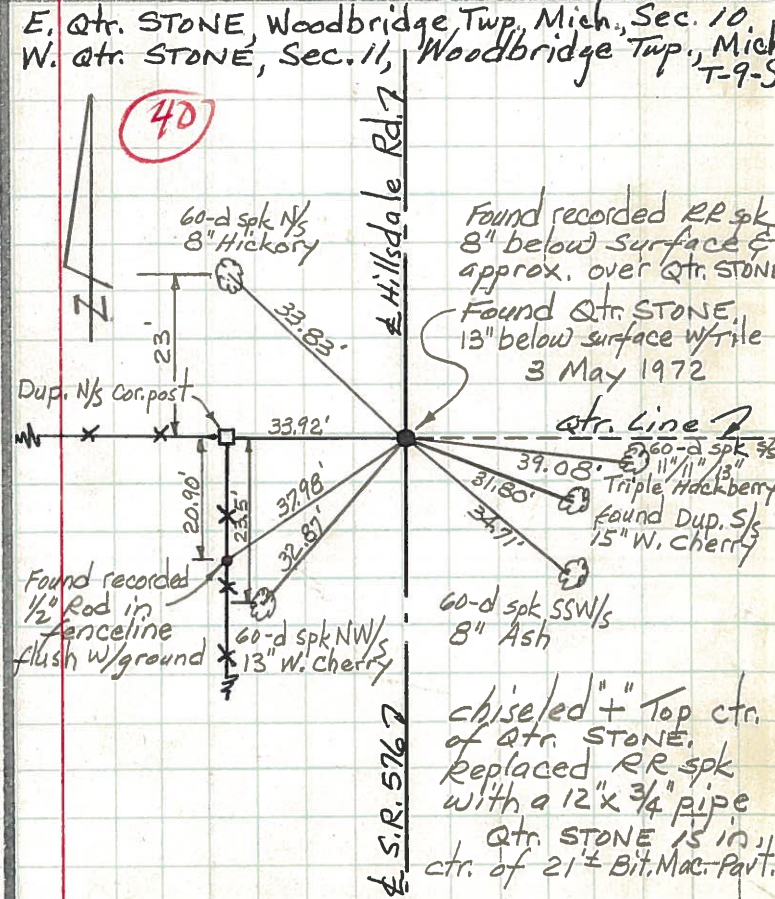 E. Qtr. STONE, Woodbridge Twp. Mich., Sec. 10
W. Qtr. STONE, Sec. 11, Woodbridge Twp., Mich
T-9-S
40
℄ Hillsdale Rd.
N
60-d spk N/s
8" Hickory
33.83'
23'
Found recorded RR spk
8" below surface &
approx. over Qtr. STONE
Found Qtr. STONE,
13" below surface w/Tile
3 May 1972
Dup. N/s Cor. post
33.92'
Qtr. Line
39.08'
60-d spk S/s
11"/11"/13"
Triple Hackberry
31.80'
Found Dup. S/s
15" W. Cherry
34.71'
60-d spk SSW/s
8" Ash
20.90'
23.5'
37.98'
32.87'
Found recorded
1/2" Rod in
fenceline
flush w/ground
60-d spk NW/s
13" W. Cherry
℄ S.R. 576
chiseled "+" Top ctr.
of Qtr. STONE.
Replaced RR spk
with a 12" x 3/4" pipe
Qtr. STONE is in
ctr. of 21'± Bit. Mac. Pavt.